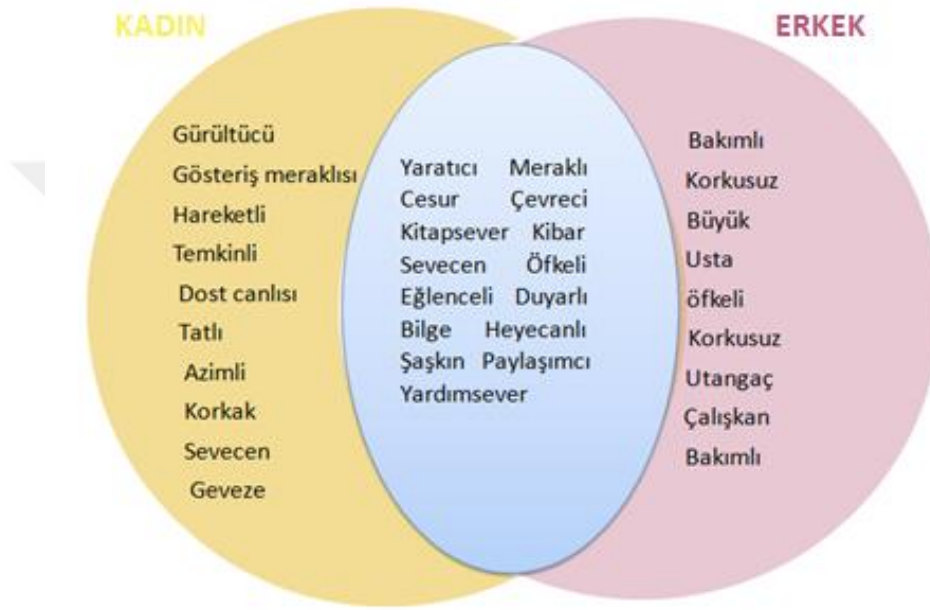 KADIN
ERKEK
Gürültücü
Gösteriş meraklısı
Hareketli
Temkinli
Dost canlısı
Tatlı
Azimli
Korkak
Sevecen
Geveze
Yaratıcı Meraklı
Cesur Çevreci
Kitapsever Kibar
Sevecen Öfkeli
Eğlenceli Duyarlı
Bilge Heyecanlı
Şaşkın Paylaşımcı
Yardımsever
Bakımlı
Korkusuz
Büyük
Usta
öfkeli
Korkusuz
Utangaç
Çalışkan
Bakımlı